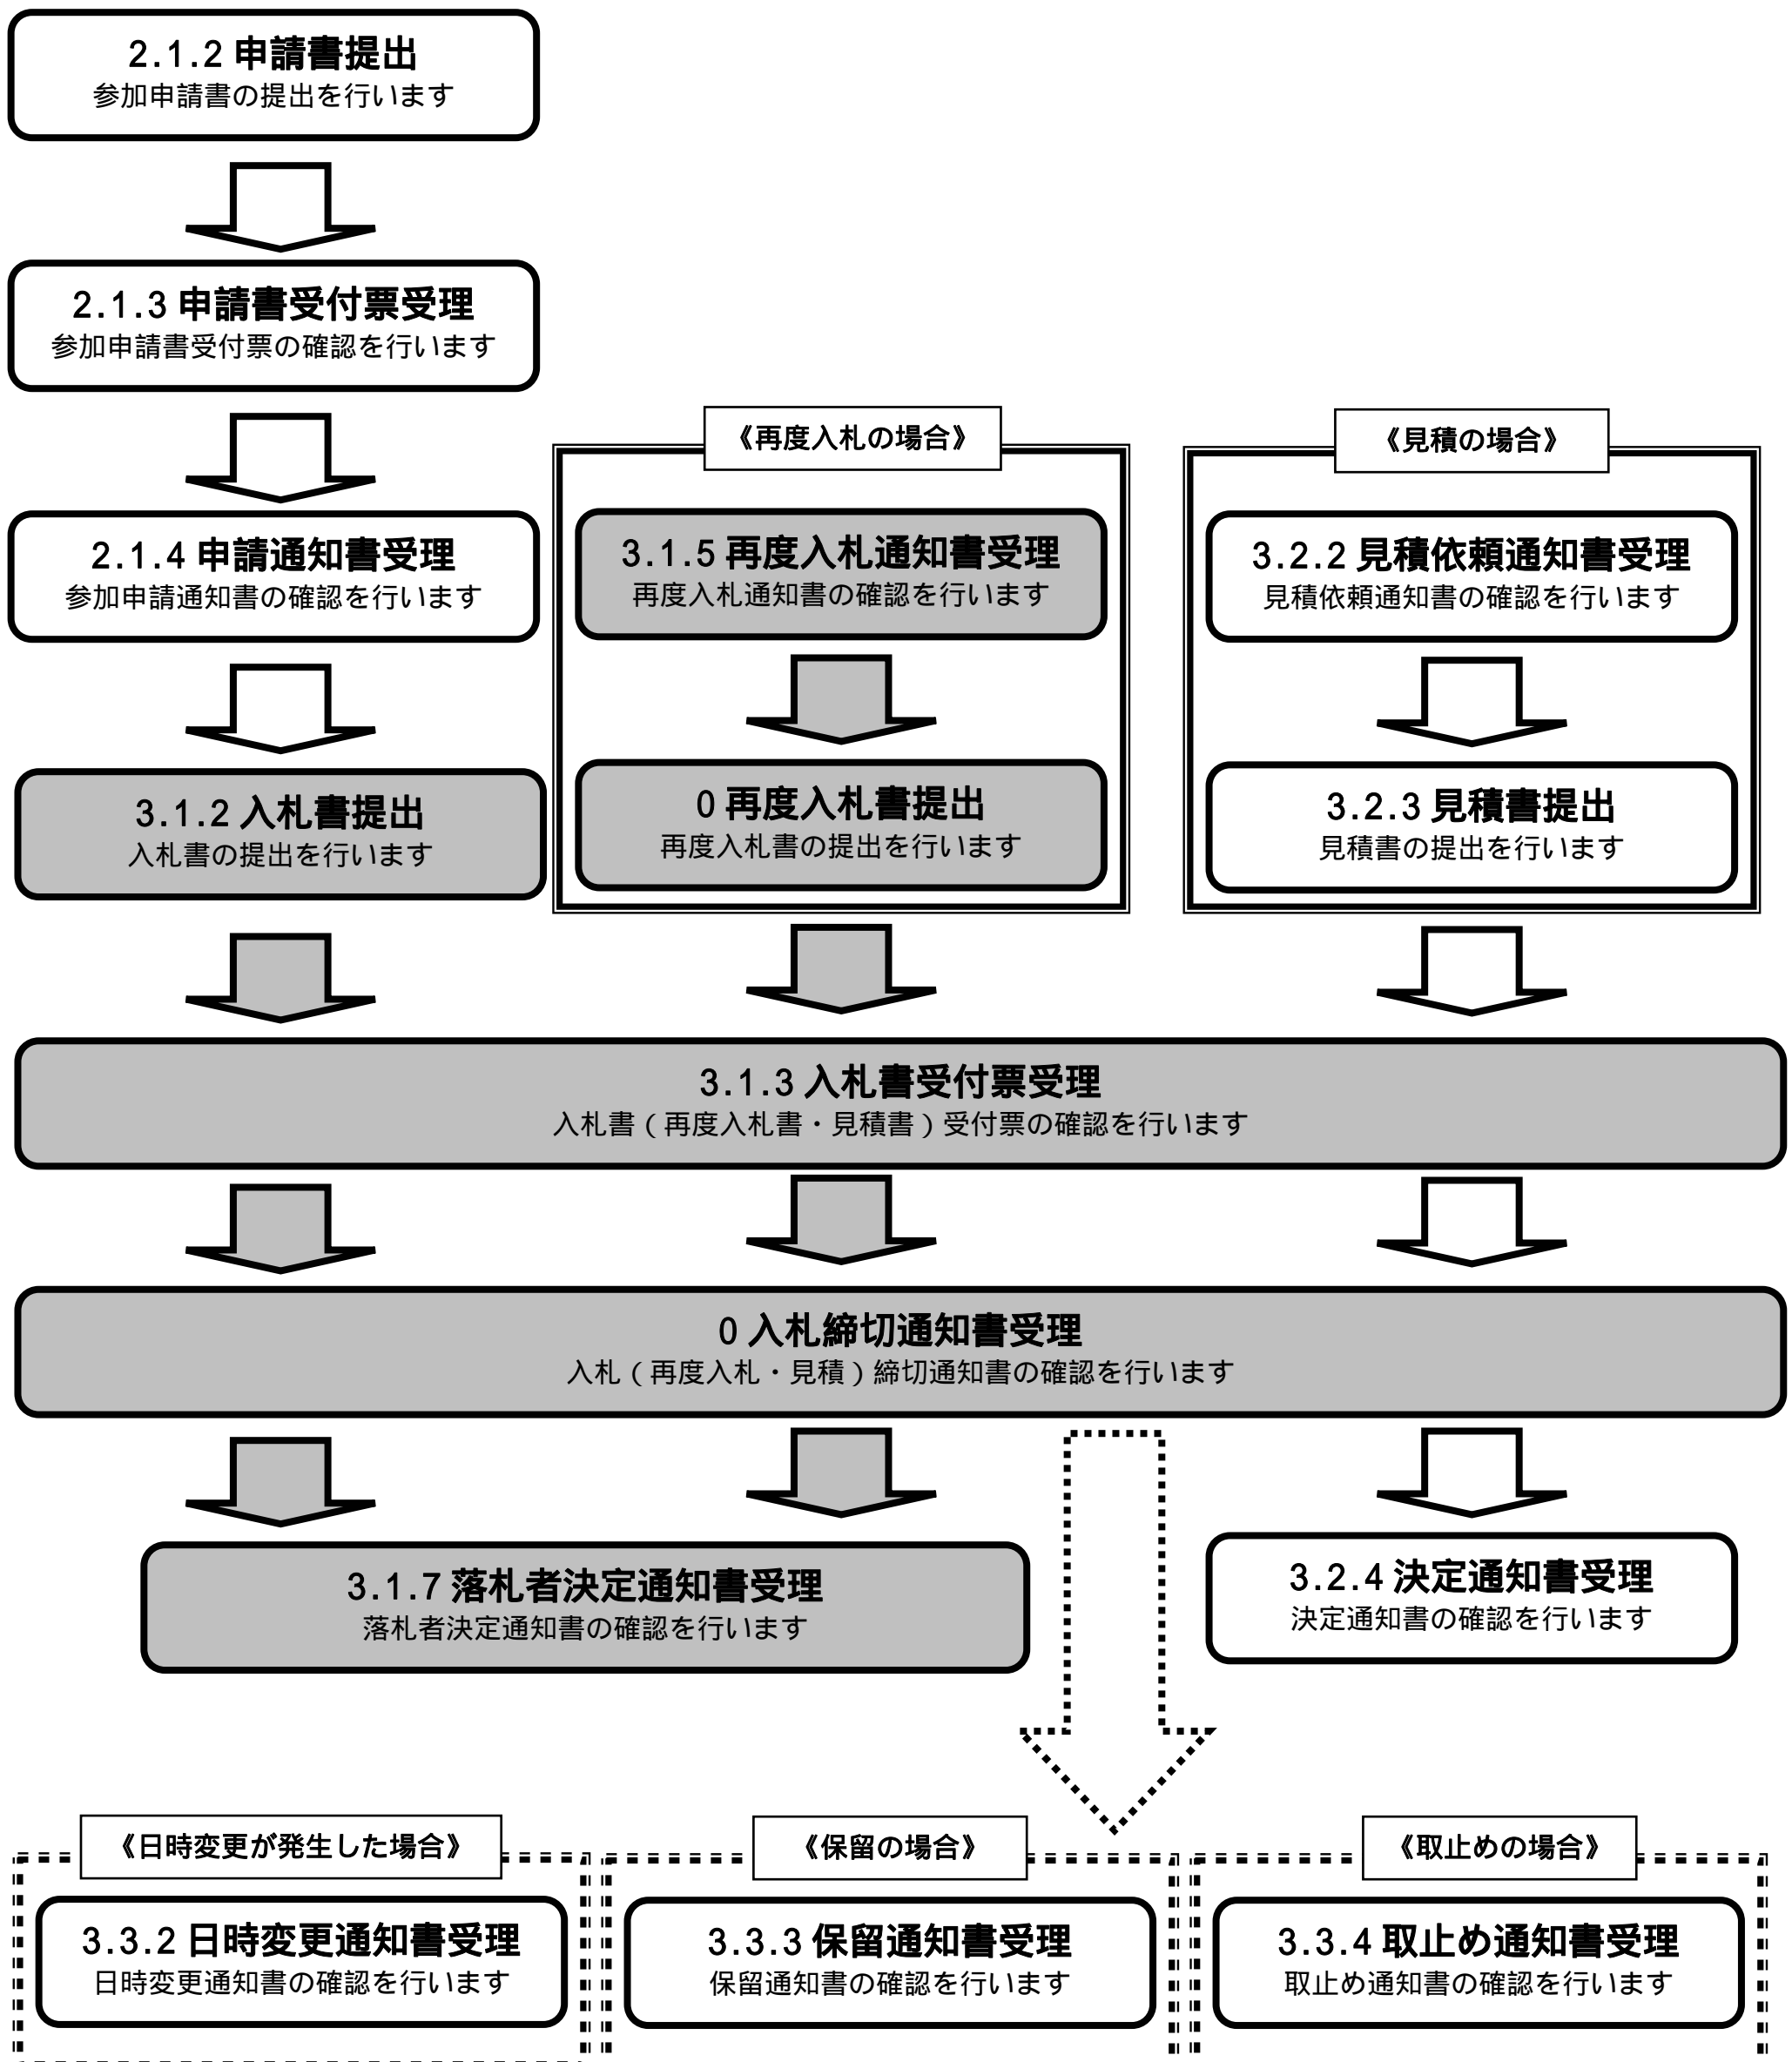 2.1.2 申請書提出
参加申請書の提出を行います
2.1.3 申請書受付票受理
参加申請書受付票の確認を行います
2.1.4 申請通知書受理
参加申請通知書の確認を行います
3.1.2 入札書提出
入札書の提出を行います
《再度入札の場合》
3.1.5 再度入札通知書受理
再度入札通知書の確認を行います
0 再度入札書提出
再度入札書の提出を行います
《見積の場合》
3.2.2 見積依頼通知書受理
見積依頼通知書の確認を行います
3.2.3 見積書提出
見積書の提出を行います
3.1.3 入札書受付票受理
入札書（再度入札書・見積書）受付票の確認を行います
0 入札締切通知書受理
入札（再度入札・見積）締切通知書の確認を行います
3.1.7 落札者決定通知書受理
落札者決定通知書の確認を行います
3.2.4 決定通知書受理
決定通知書の確認を行います
《日時変更が発生した場合》
3.3.2 日時変更通知書受理
日時変更通知書の確認を行います
《保留の場合》
3.3.3 保留通知書受理
保留通知書の確認を行います
《取止めの場合》
3.3.4 取止め通知書受理
取止め通知書の確認を行います